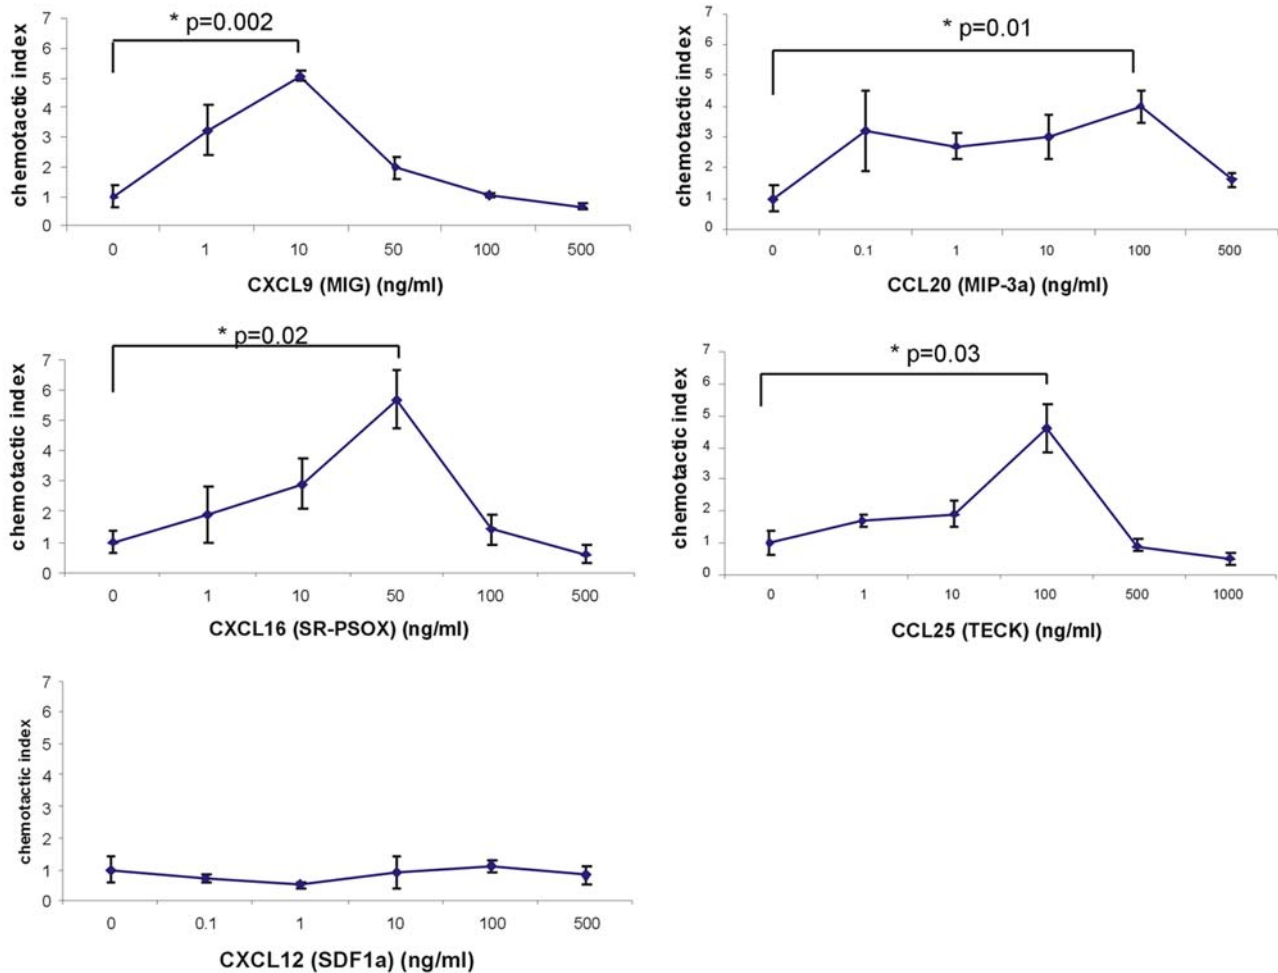 * p=0.002
chemotactic index
7
6
5
4
3
2
1
0
0 1 10 50 100 500
CXCL9 (MIG) (ng/ml)
* p=0.01
chemotactic index
7
6
5
4
3
2
1
0
0 0.1 1 10 100 500
CCL20 (MIP-3a) (ng/ml)
* p=0.02
chemotactic index
7
6
5
4
3
2
1
0
0 1 10 50 100 500
CXCL16 (SR-PSOX) (ng/ml)
* p=0.03
chemotactic index
7
6
5
4
3
2
1
0
0 1 10 100 500 1000
CCL25 (TECK) (ng/ml)
chemotactic index
7
6
5
4
3
2
1
0
0 0.1 1 10 100 500
CXCL12 (SDF1a) (ng/ml)